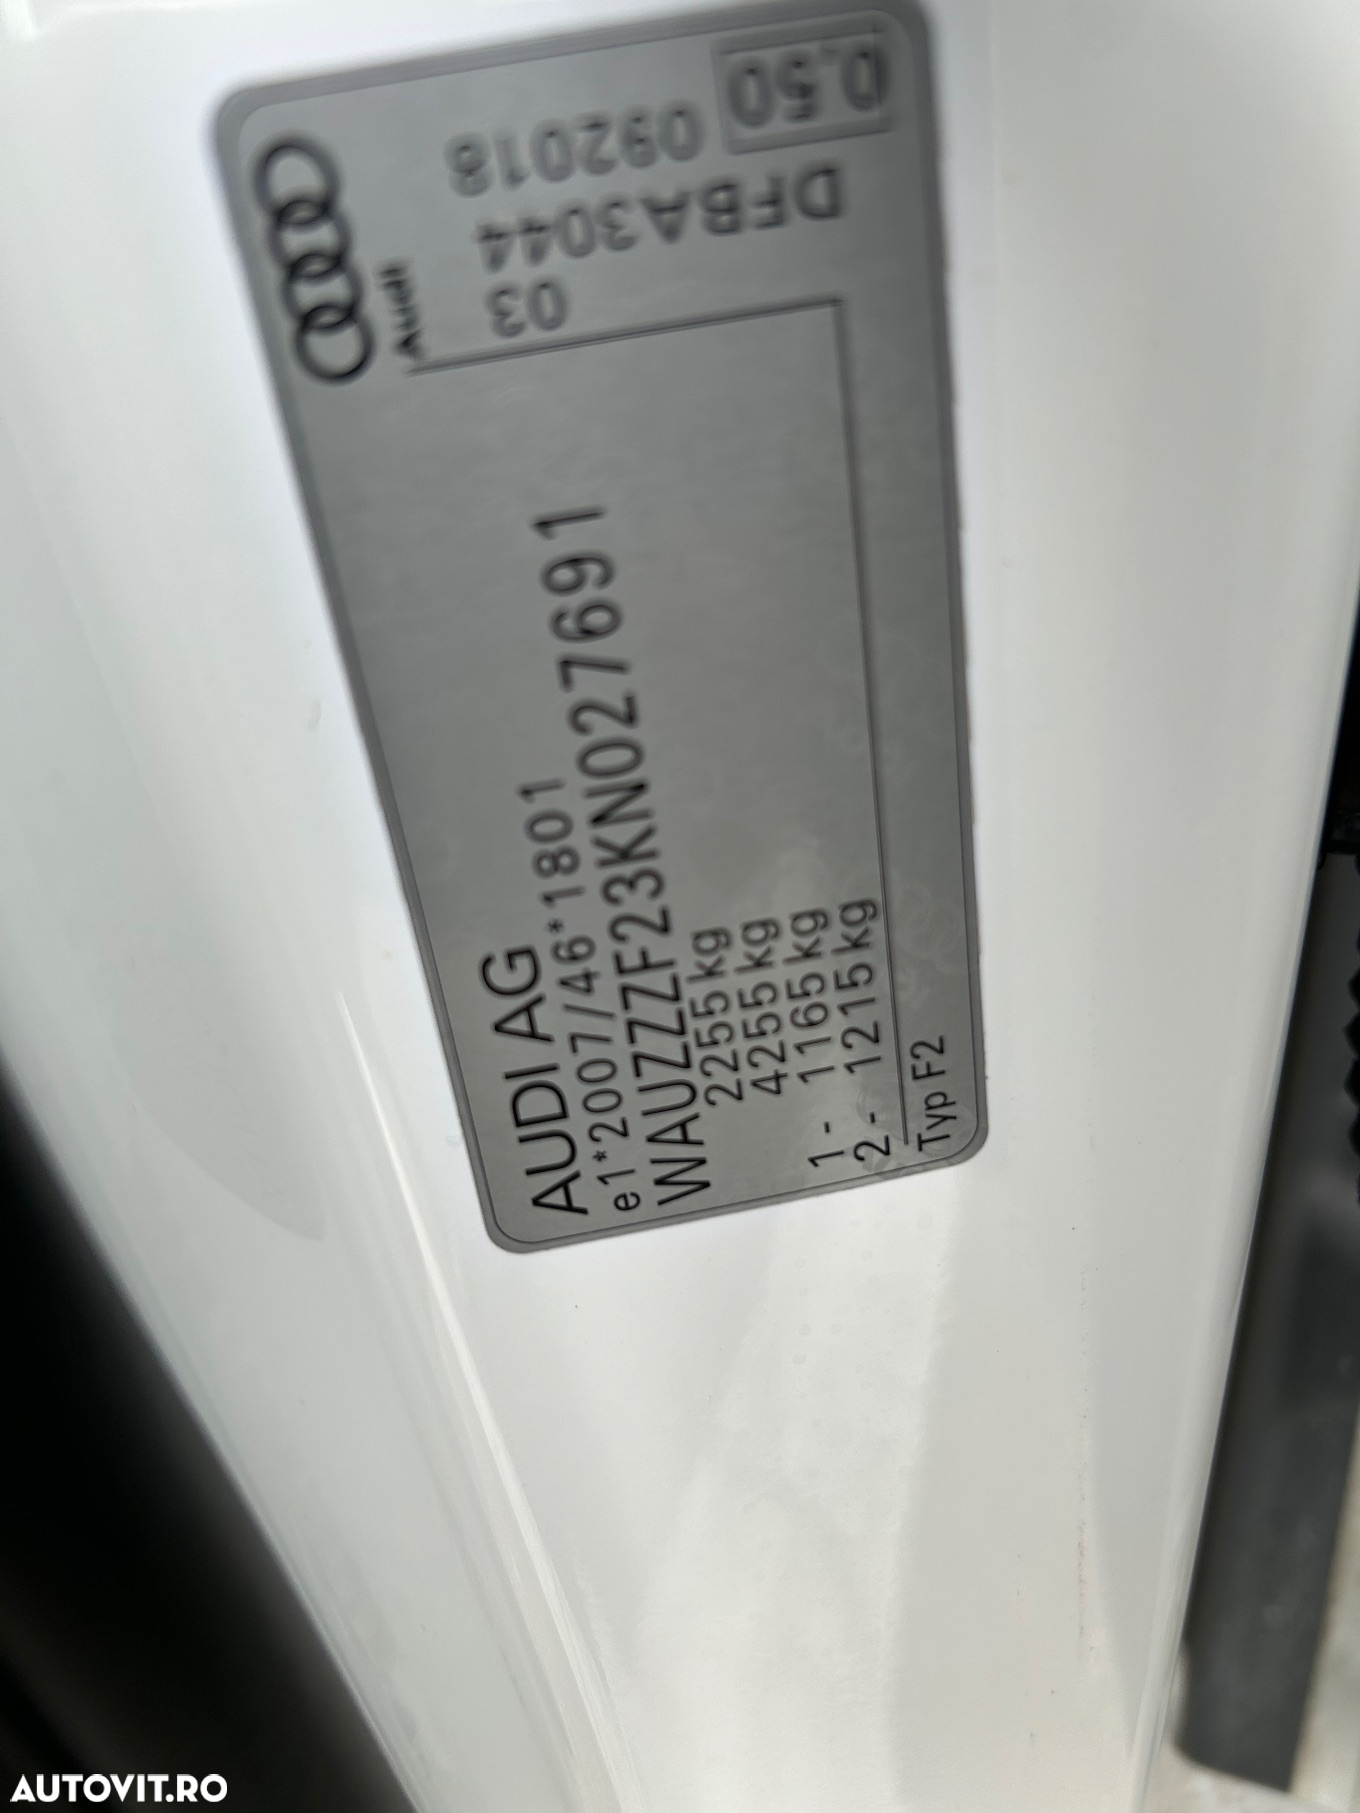 AUDI AG
e1*2007/46*1801
WAUZZZF23KN027691
2255 kg
4255 kg
1- 1165 kg
2- 1215 kg
Typ F2
Audi
0,50
092018
DFBA3044
03
AUTOVIT.RO